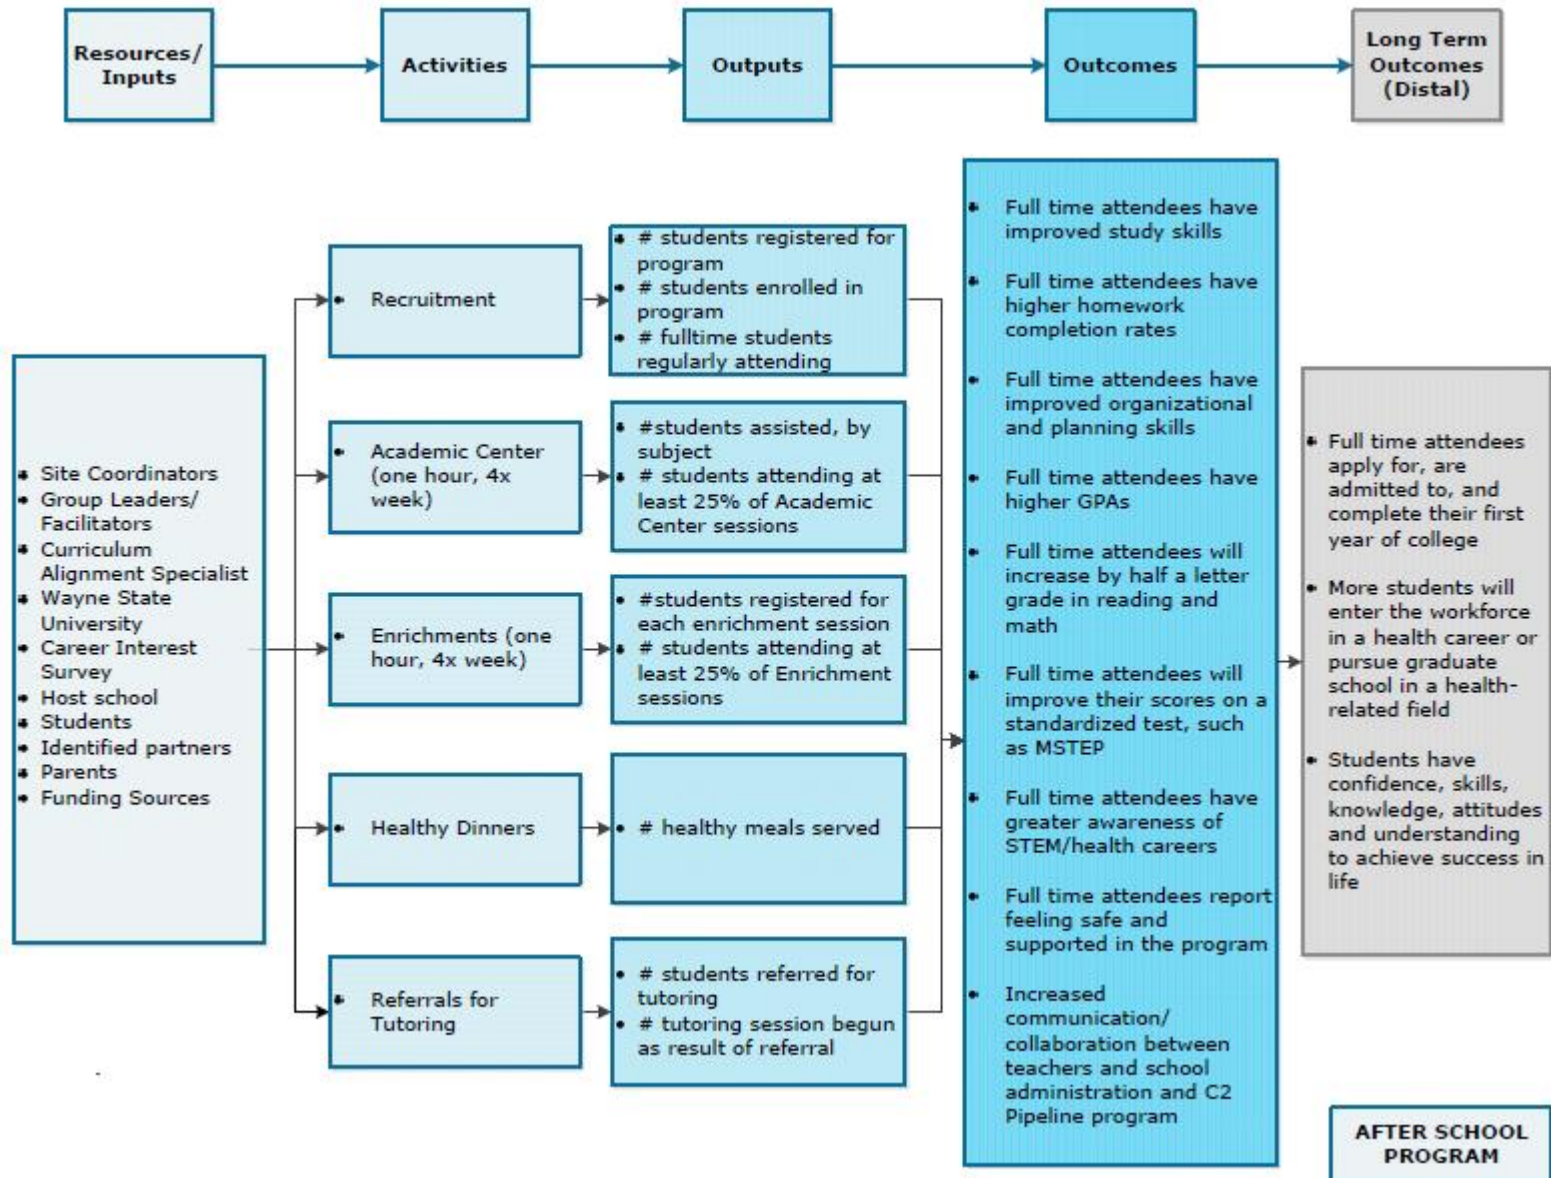 Resources/
Inputs
Activities
Outputs
Outcomes
Long Term
Outcomes
(Distal)
• Site Coordinators
• Group Leaders/
Facilitators
• Curriculum
Alignment Specialist
• Wayne State
University
• Career Interest
Survey
• Host school
• Students
• Identified partners
• Parents
• Funding Sources
• Recruitment
• Academic Center
(one hour, 4x
week)
• Enrichments (one
hour, 4x week)
• Healthy Dinners
• Referrals for
Tutoring
• # students registered for
program
• # students enrolled in
program
• # fulltime students
regularly attending
• #students assisted, by
subject
• # students attending at
least 25% of Academic
Center sessions
• #students registered for
each enrichment session
• # students attending at
least 25% of Enrichment
sessions
• # healthy meals served
• # students referred for
tutoring
• # tutoring session begun
as result of referral
• Full time attendees have
improved study skills
• Full time attendees have
higher homework
completion rates
• Full time attendees have
improved organizational
and planning skills
• Full time attendees have
higher GPAs
• Full time attendees will
increase by half a letter
grade in reading and
math
• Full time attendees will
improve their scores on a
standardized test, such
as MSTEP
• Full time attendees have
greater awareness of
STEM/health careers
• Full time attendees report
feeling safe and
supported in the program
• Increased
communication/
collaboration between
teachers and school
administration and C2
Pipeline program
• Full time attendees
apply for, are
admitted to, and
complete their first
year of college
• More students will
enter the workforce
in a health career or
pursue graduate
school in a health-
related field
• Students have
confidence, skills,
knowledge, attitudes
and understanding
to achieve success in
life
AFTER SCHOOL
PROGRAM